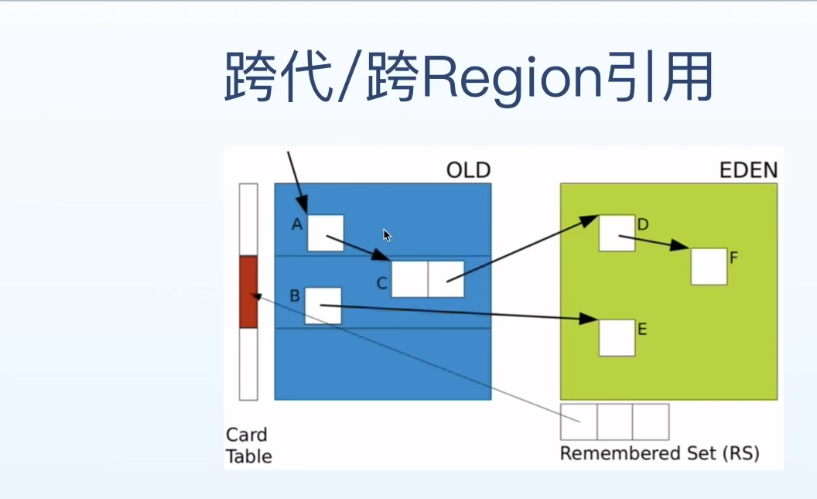 跨代/跨Region引用
OLD
EDEN
A
D
F
C
B
E
Card
Table
Remembered Set (RS)